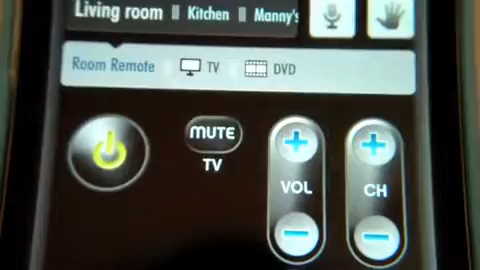 Living room Kitchen Manny's
Room Remote TV DVD
MUTE
TV
VOL
CH